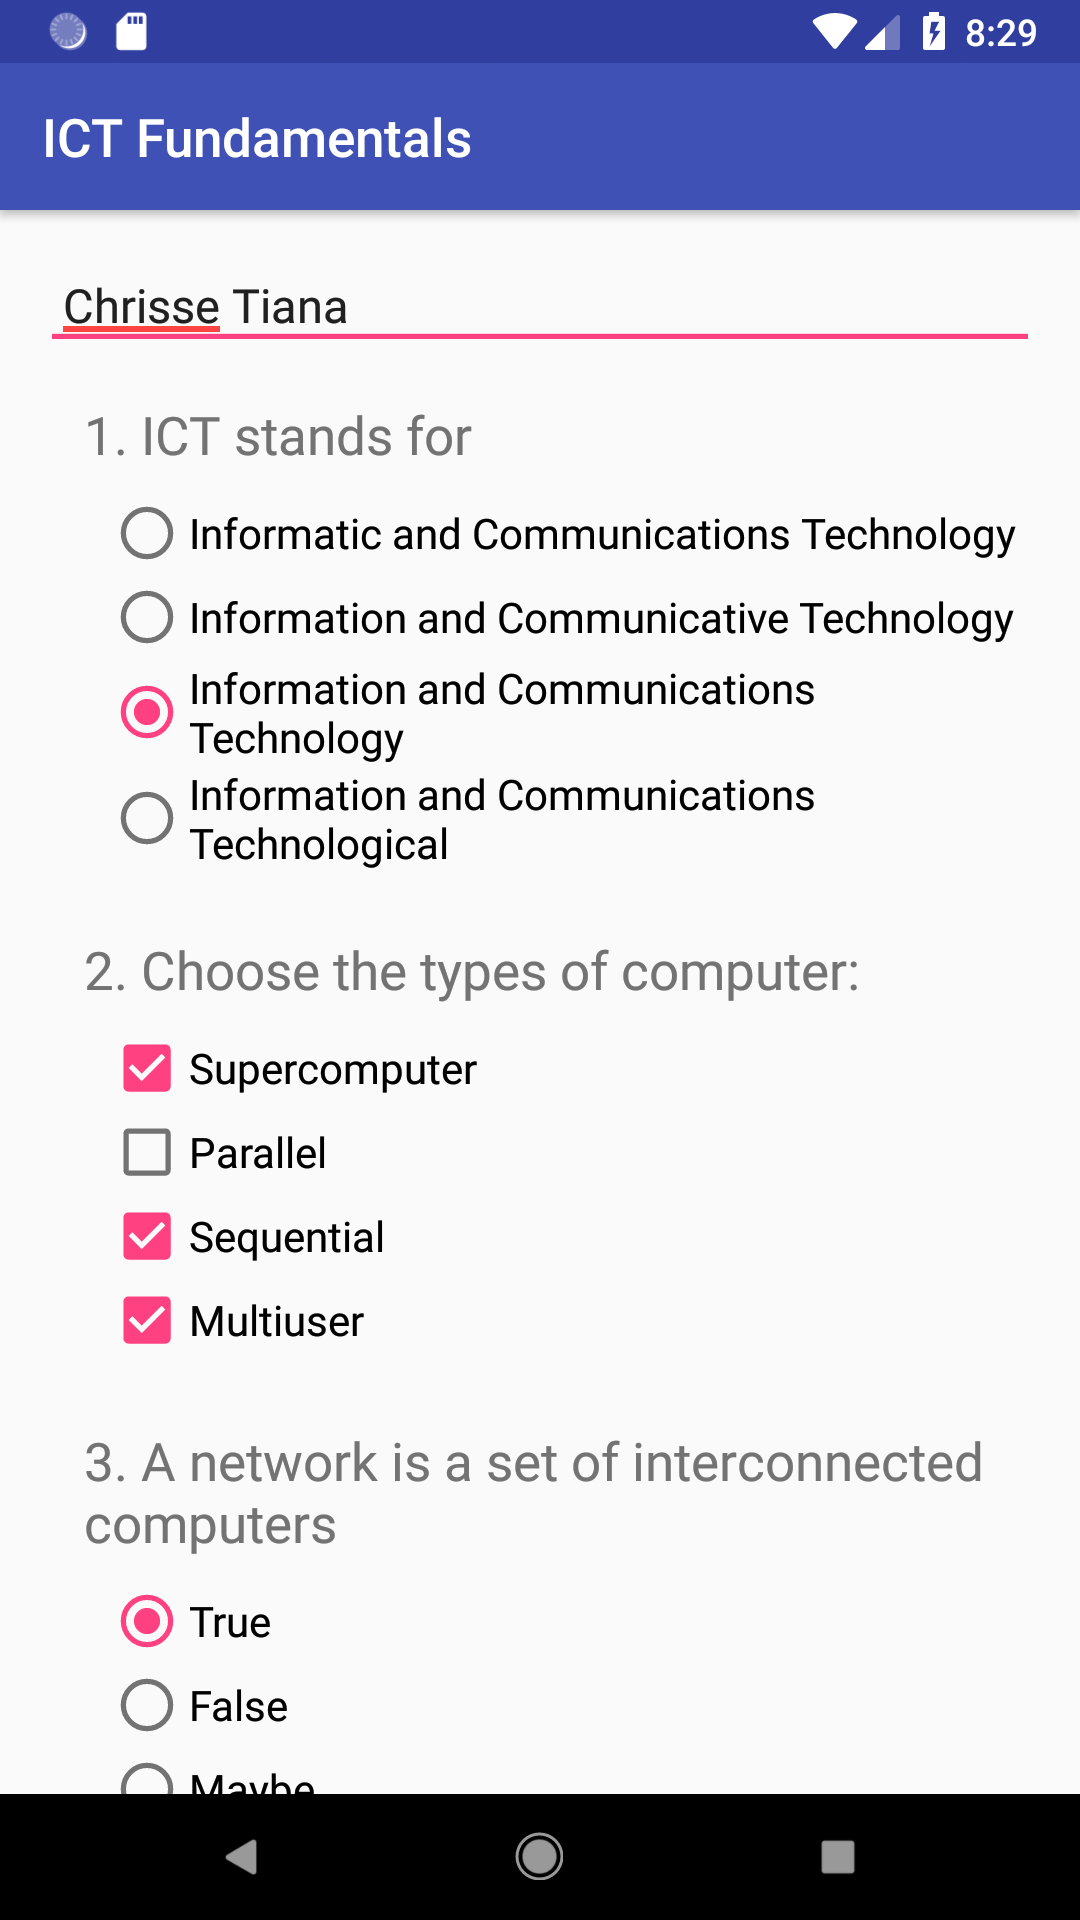 8:29
ICT Fundamentals
Chrisse Tiana
1. ICT stands for
Informatic and Communications Technology
Information and Communicative Technology
Information and Communications
Technology
Information and Communications
Technological
2. Choose the types of computer:
Supercomputer
Parallel
Sequential
Multiuser
3. A network is a set of interconnected
computers
True
False
Maybe